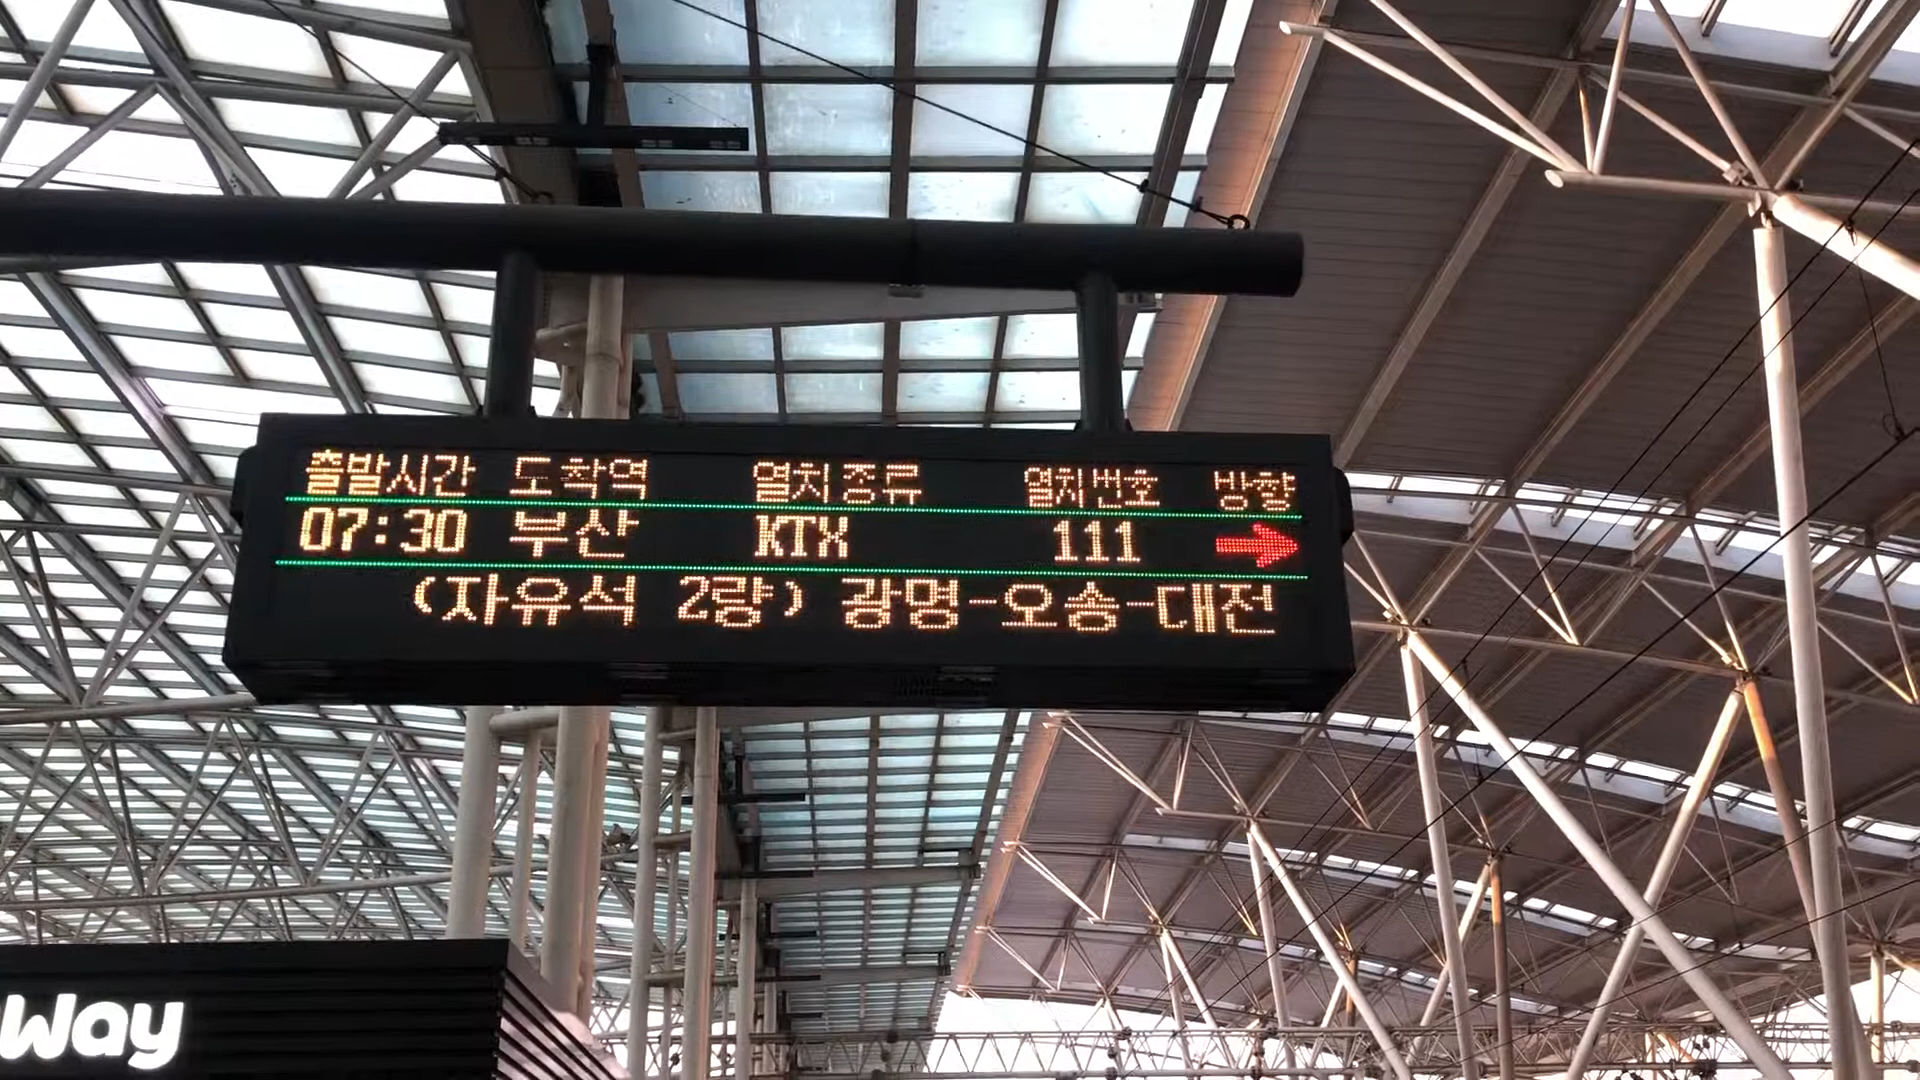 출발시간 도착역 열차종류 열차번호 방향
07:30 부산 KTX 111 →
(자유석 2량) 광명-오송-대전
Way